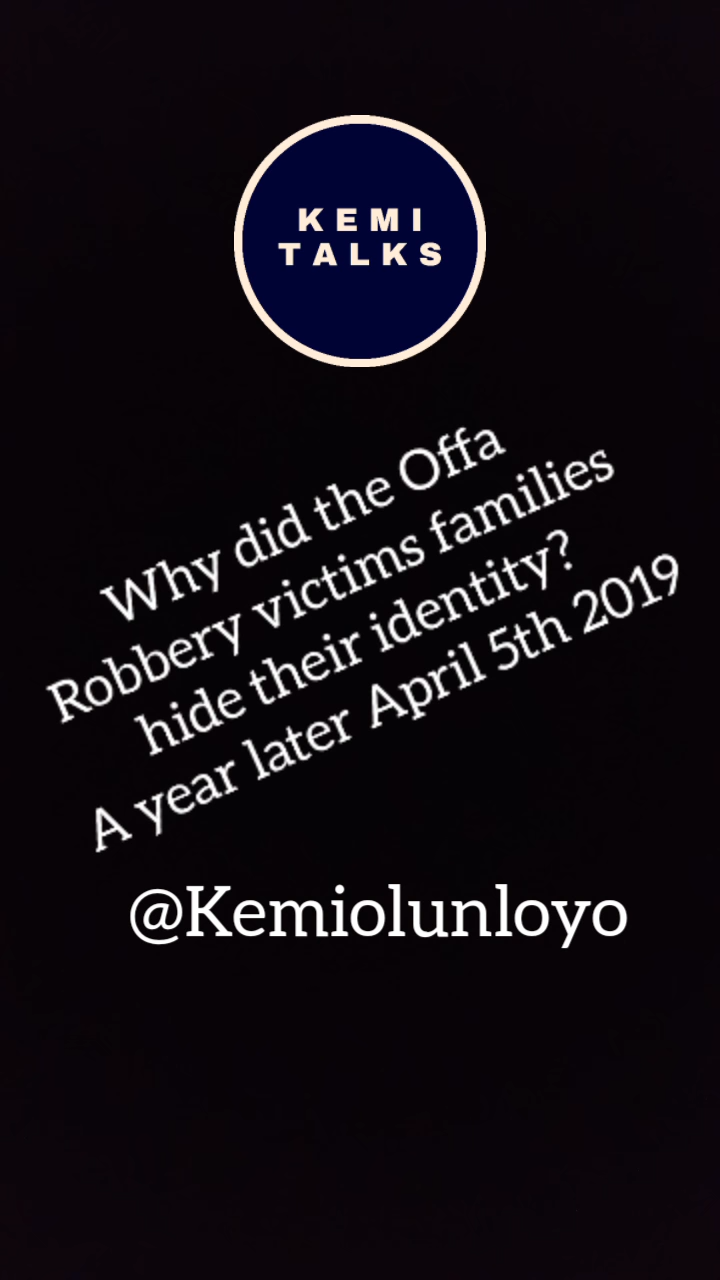 KEMI
TALKS
Why did the Offa
Robbery victims families
hide their identity?
A year later April 5th 2019
@Kemiolunloyo